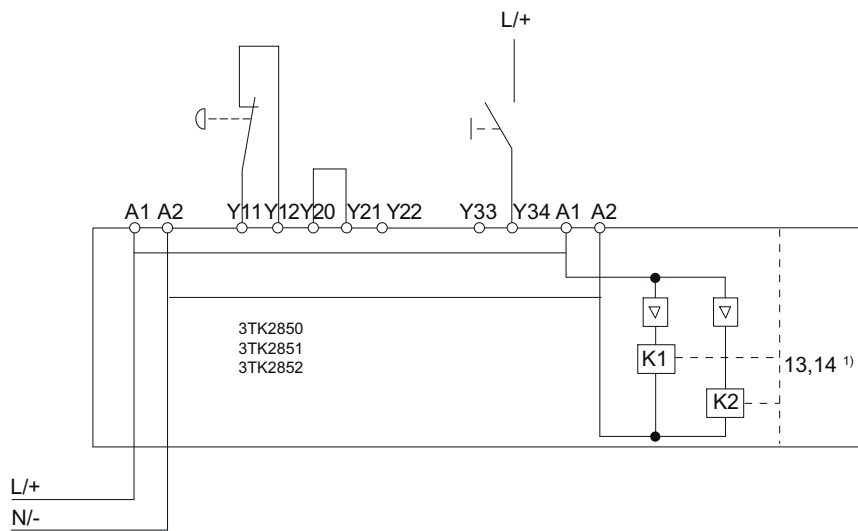 L/+
A1 A2 Y11 Y12 Y20 Y21 Y22 Y33 Y34 A1 A2
3TK2850
3TK2851
3TK2852
K1
13,14 1)
K2
L/+
N/-